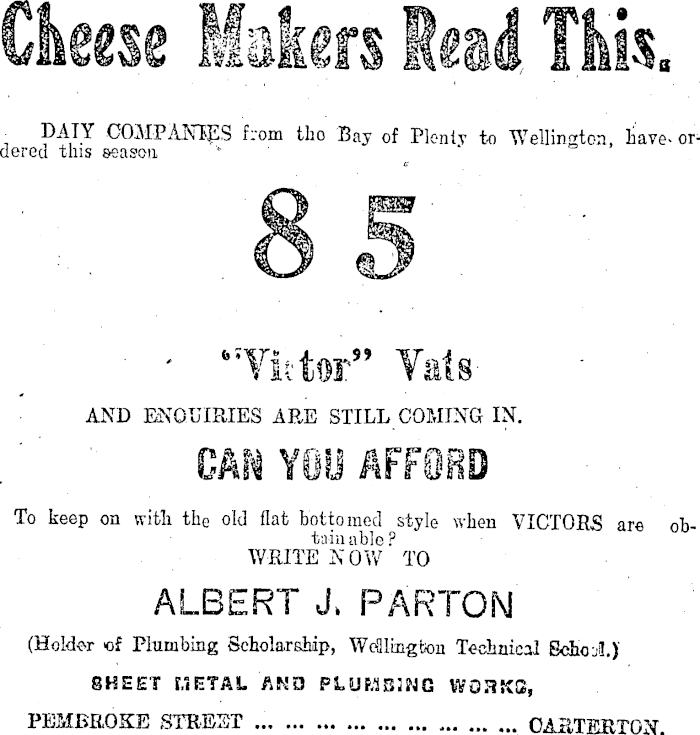 Cheese Makers Read This.
DAIY COMPANIES from the Bay of Plenty to Wellington, have or-
dered this season
85
"Victor" Vats
AND ENQUIRIES ARE STILL COMING IN.
CAN YOU AFFORD
To keep on with the old flat bottomed style when VICTORS are ob-
tainable?
WRITE NOW TO
ALBERT J. PARTON
(Holder of Plumbing Scholarship, Wellington Technical School.)
SHEET METAL AND PLUMBING WORKS,
PEMBROKE STREET ... ... ... ... ... ... ... ... ... CARTERTON.